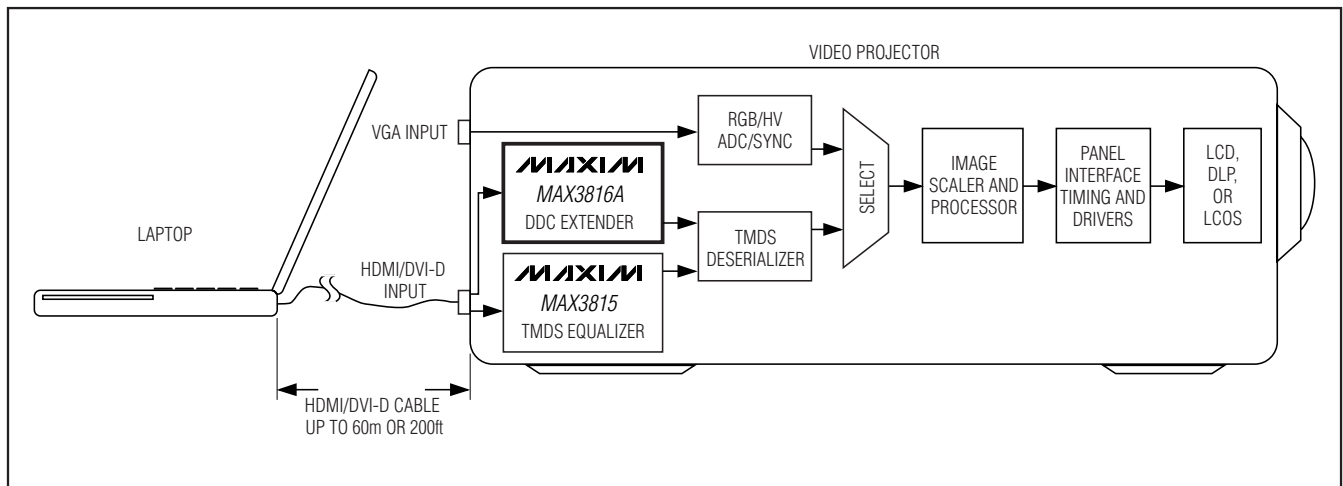 VIDEO PROJECTOR
VGA INPUT
RGB/HV
ADC/SYNC
MAXIM
MAX3816A
DDC EXTENDER
SELECT
IMAGE
SCALER AND
PROCESSOR
PANEL
INTERFACE
TIMING AND
DRIVERS
LCD,
DLP,
OR
LCOS
LAPTOP
HDMI/DVI-D
INPUT
TMDS
DESERIALIZER
MAXIM
MAX3815
TMDS EQUALIZER
HDMI/DVI-D CABLE
UP TO 60m OR 200ft